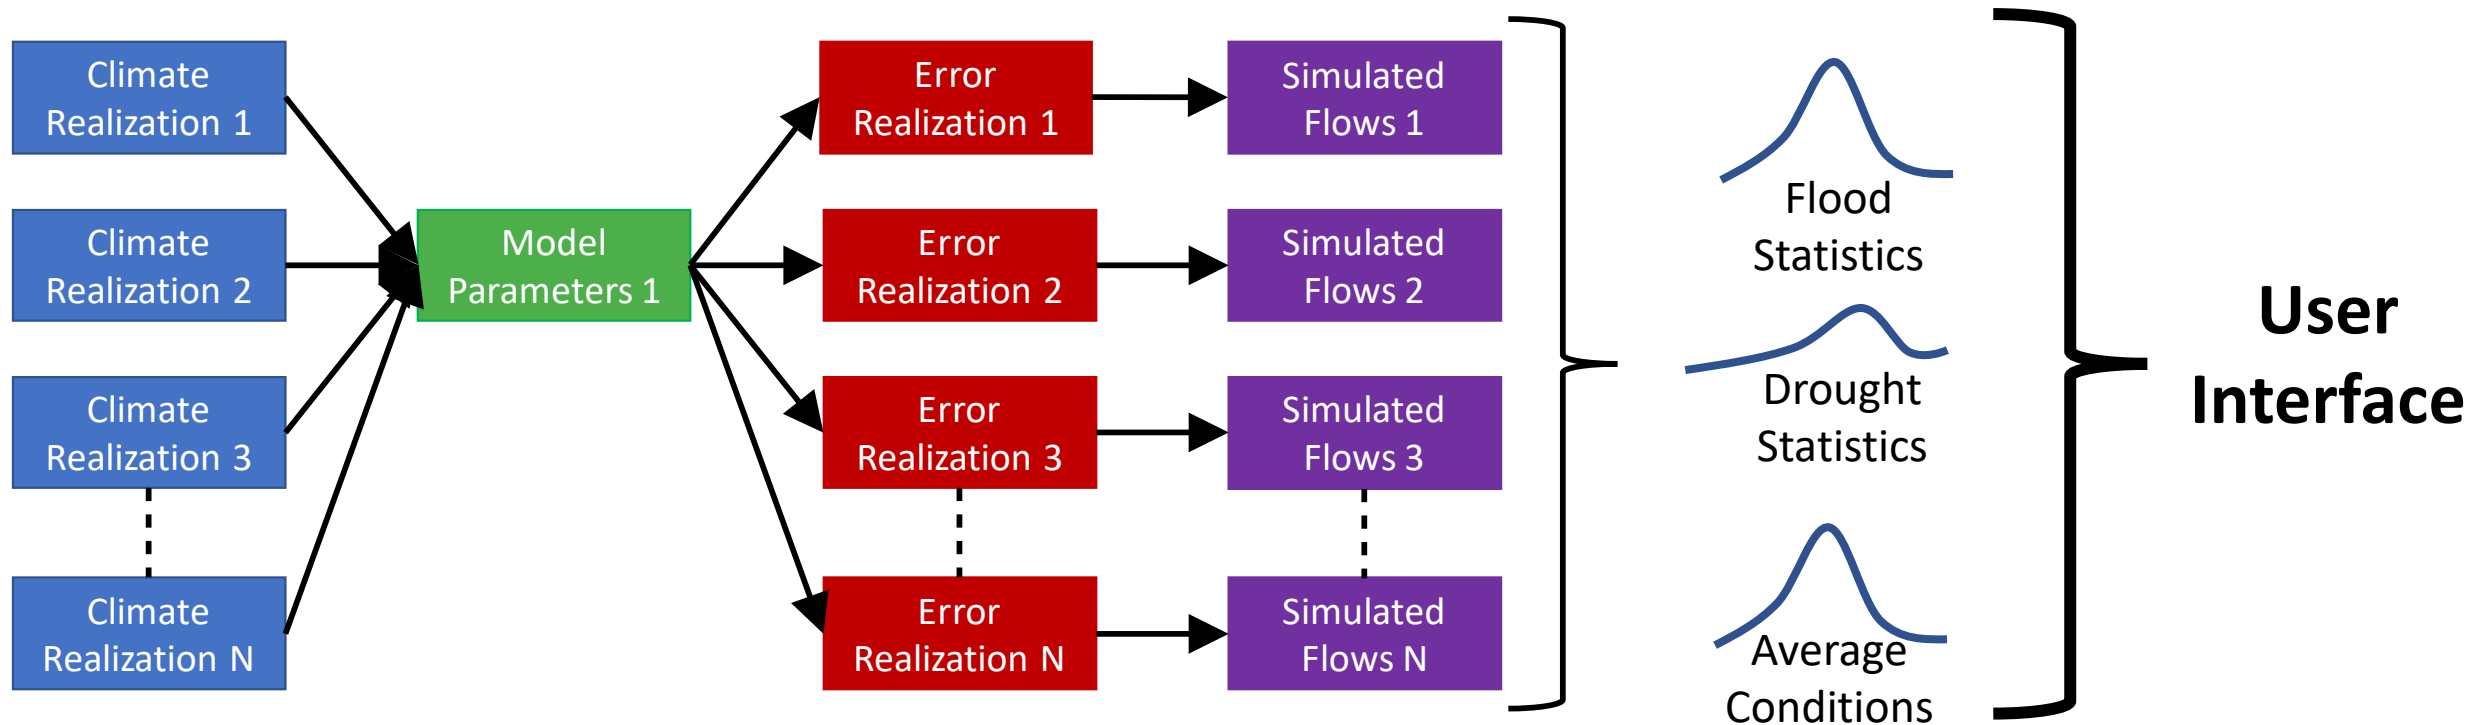 Climate
Realization 1
Climate
Realization 2
Climate
Realization 3
Climate
Realization N
Model
Parameters 1
Error
Realization 1
Error
Realization 2
Error
Realization 3
Error
Realization N
Simulated
Flows 1
Simulated
Flows 2
Simulated
Flows 3
Simulated
Flows N
Flood
Statistics
Drought
Statistics
Average
Conditions
User
Interface